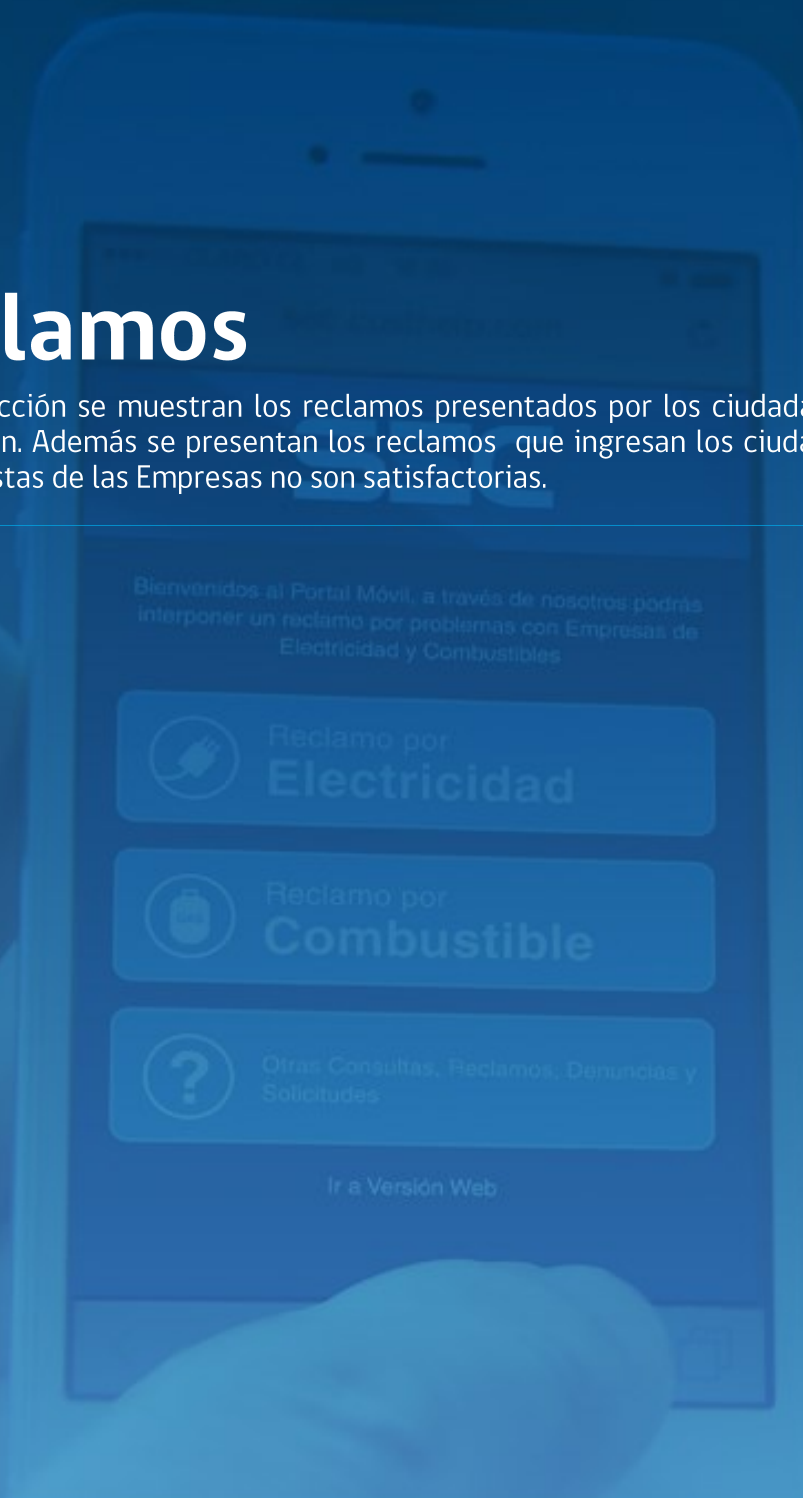 lamos
cción se muestran los reclamos presentados por los ciudada
n. Además se presentan los reclamos que ingresan los ciuda
stas de las Empresas no son satisfactorias.
SEC
Bienvenidos al Portal Móvil, a través de nosotros podrás
interponer un reclamo por problemas con Empresas de
Electricidad y Combustibles
Reclamo por
Electricidad
Reclamo por
Combustible
?
Otras Consultas, Reclamos, Denuncias y
Solicitudes
Ir a Versión Web